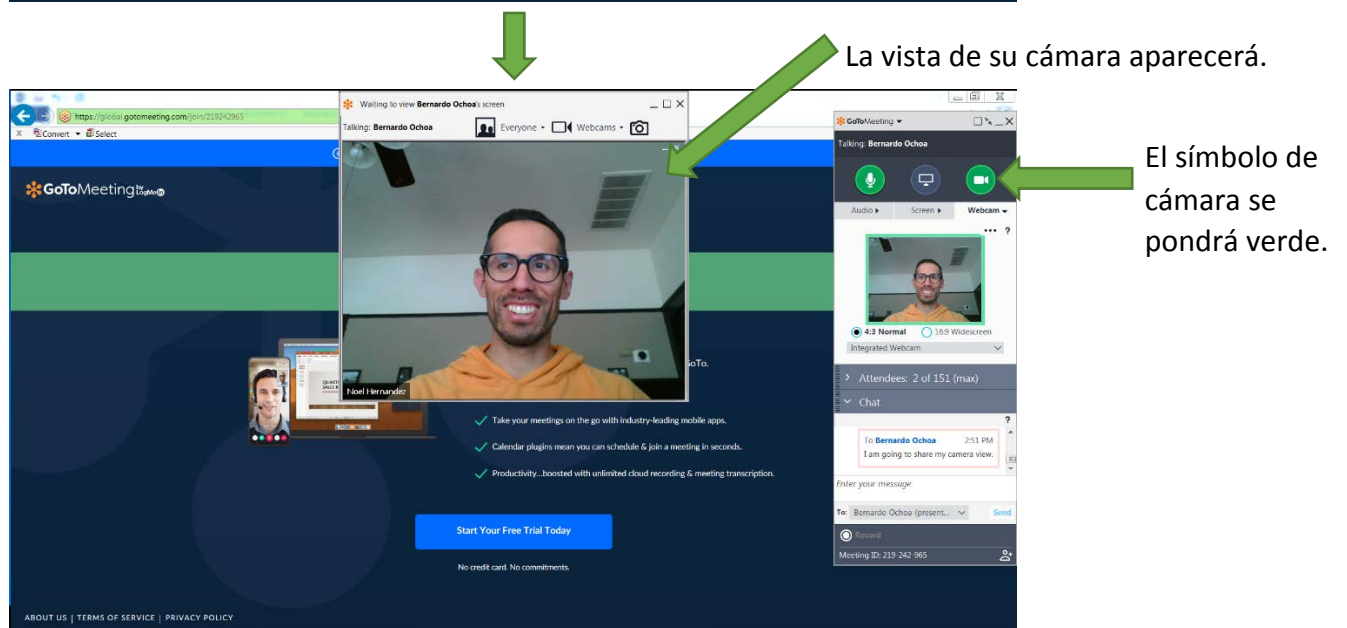 La vista de su cámara aparecerá.
Waiting to view Bernardo Ochoa's screen
https://global.gotomeeting.com/join/219242965
Talking: Bernardo Ochoa Everyone Webcams
x Convert Select
GoToMeeting by LogMeIn
GoToMeeting
Talking: Bernardo Ochoa
El símbolo de
cámara se
pondrá verde.
Audio Screen Webcam
... ?
4:3 Normal 16:9 Widescreen
Integrated Webcam
Noel Hernandez
GoTo.
Attendees: 2 of 151 (max)
Chat
?
To Bernardo Ochoa 2:51 PM
I am going to share my camera view.
Enter your message
To: Bernardo Ochoa (present... Send
Record
Meeting ID: 219-242-965
Take your meetings on the go with industry-leading mobile apps.
Calendar plugins mean you can schedule & join a meeting in seconds.
Productivity...boosted with unlimited cloud recording & meeting transcription.
Start Your Free Trial Today
No credit card. No commitments.
ABOUT US | TERMS OF SERVICE | PRIVACY POLICY